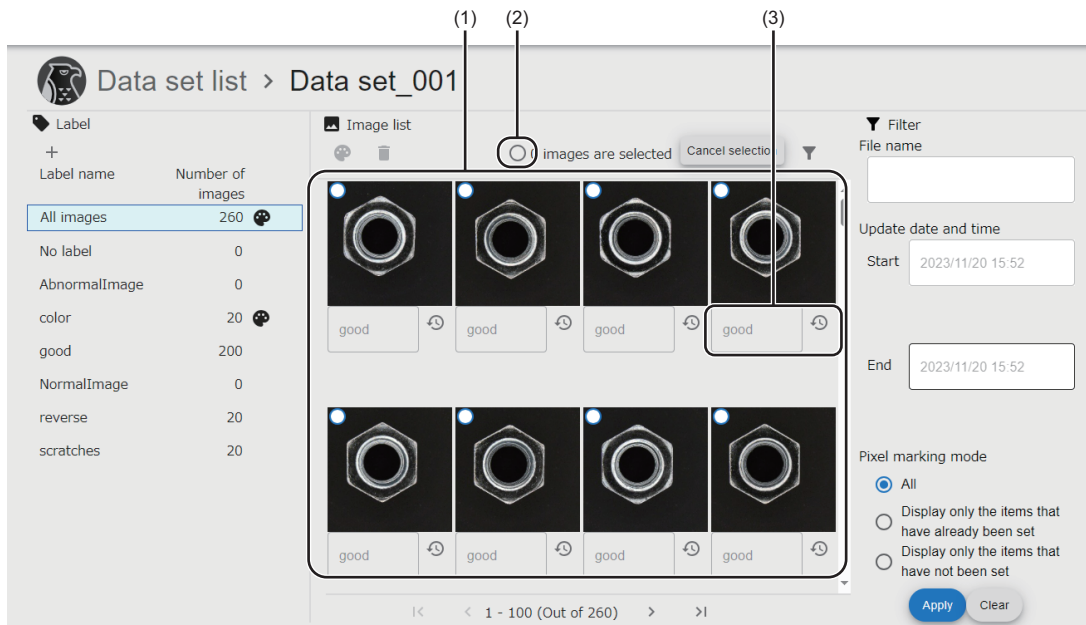 (1)
(2)
(3)
Data set list > Data set_001
Label
+
Label name
Number of
images
All images 260
No label 0
AbnormalImage 0
color 20
good 200
NormalImage 0
reverse 20
scratches 20
Image list
images are selected
Cancel selection
good
good
good
good
good
good
good
good
1 - 100 (Out of 260)
Filter
File name
Update date and time
Start
2023/11/20 15:52
End
2023/11/20 15:52
Pixel marking mode
All
Display only the items that
have already been set
Display only the items that
have not been set
Apply
Clear